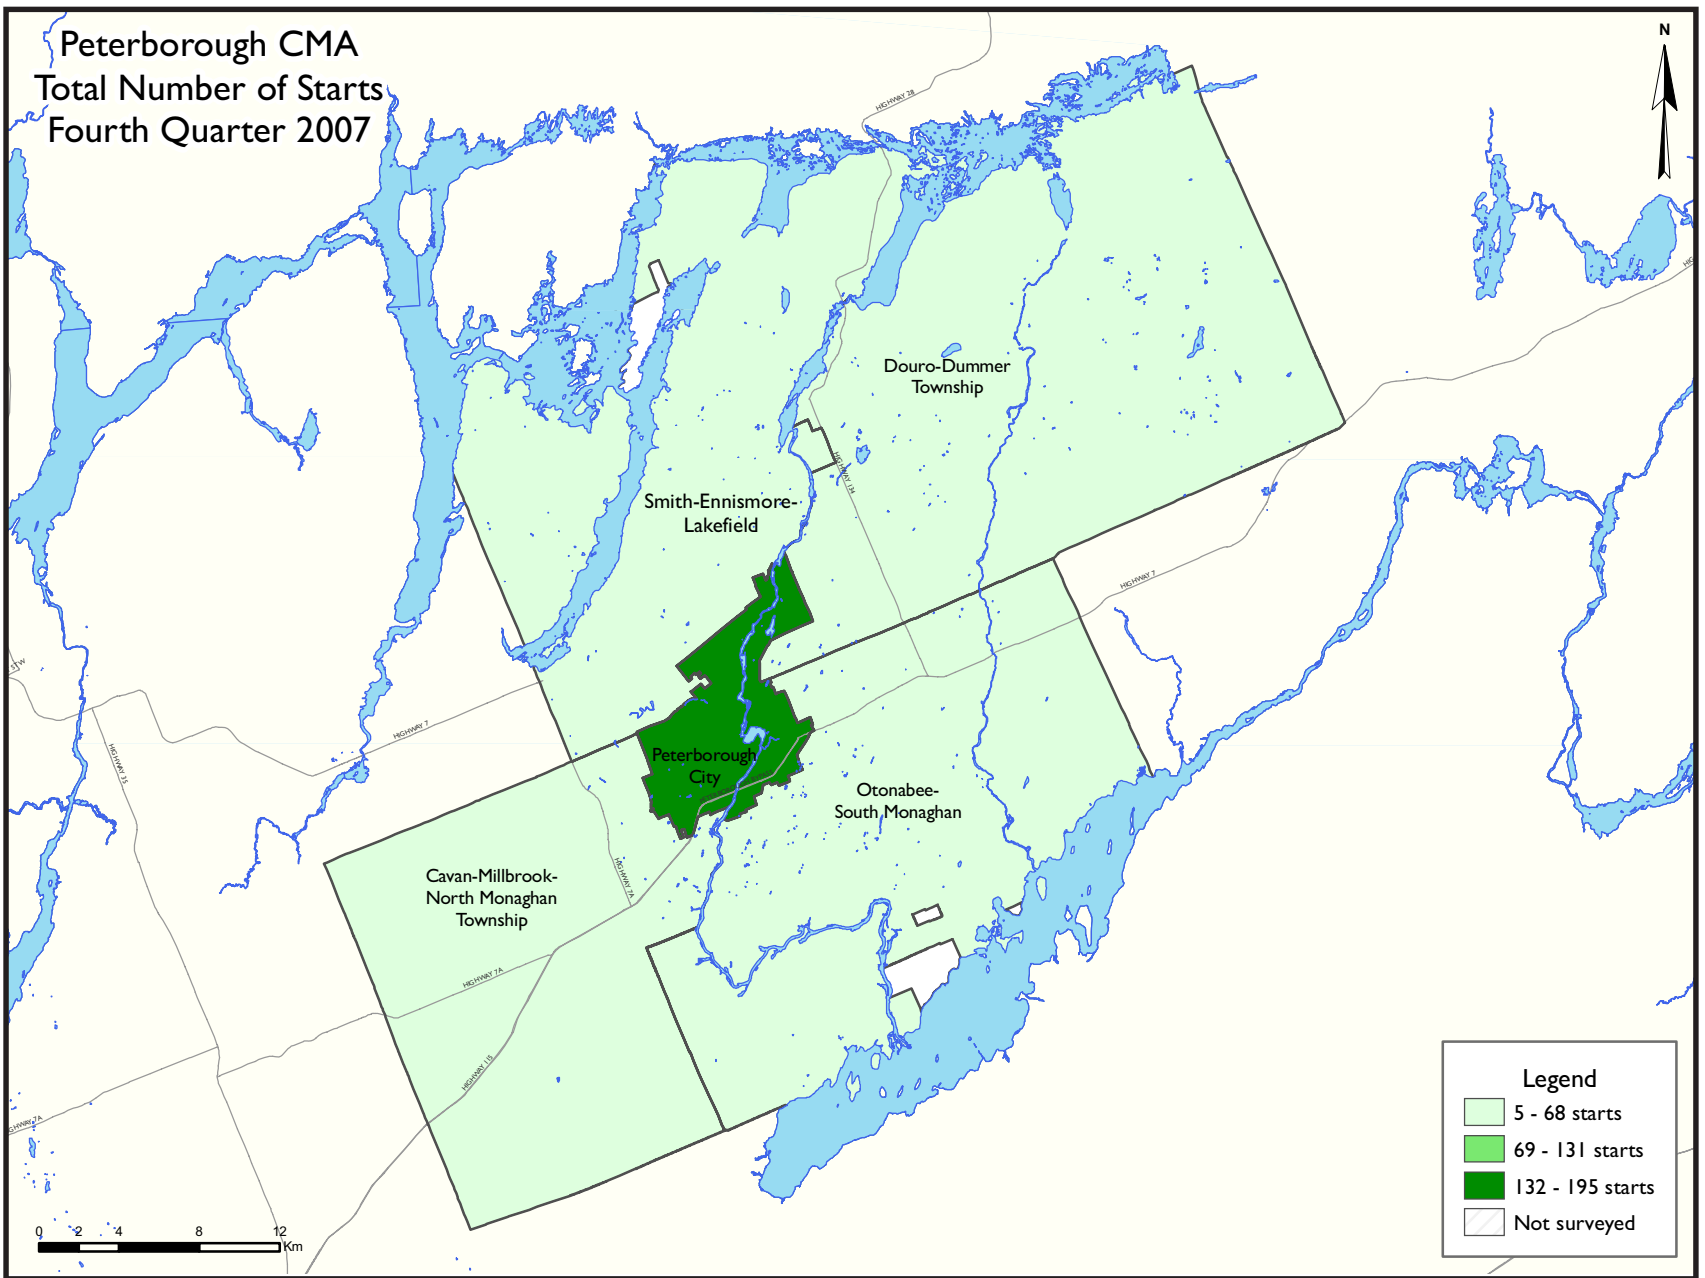 Peterborough CMA
Total Number of Starts
Fourth Quarter 2007
N
HIGHWAY 28
Douro-Dummer
Township
HIGHWAY 134
Smith-Ennismore-
Lakefield
HIGHWAY 7
HIGHWAY 7
HIGHWAY 35
Peterborough
City
Otonabee-
South Monaghan
HIGHWAY 7A
Cavan-Millbrook-
North Monaghan
Township
HIGHWAY 7A
HIGHWAY 115
GHWAY 7A
Legend
5 - 68 starts
69 - 131 starts
132 - 195 starts
Not surveyed
0 2 4 8 12
Km